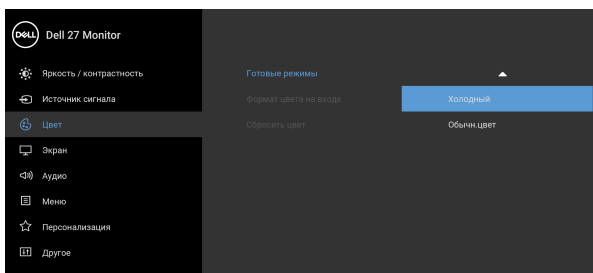 DELL Dell 27 Monitor
Яркость / контрастность
Готовые режимы
Источник сигнала
Формат цвета на входе
Холодный
Цвет
Сбросить цвет
Обычн.цвет
Экран
Аудио
Меню
Персонализация
Другое